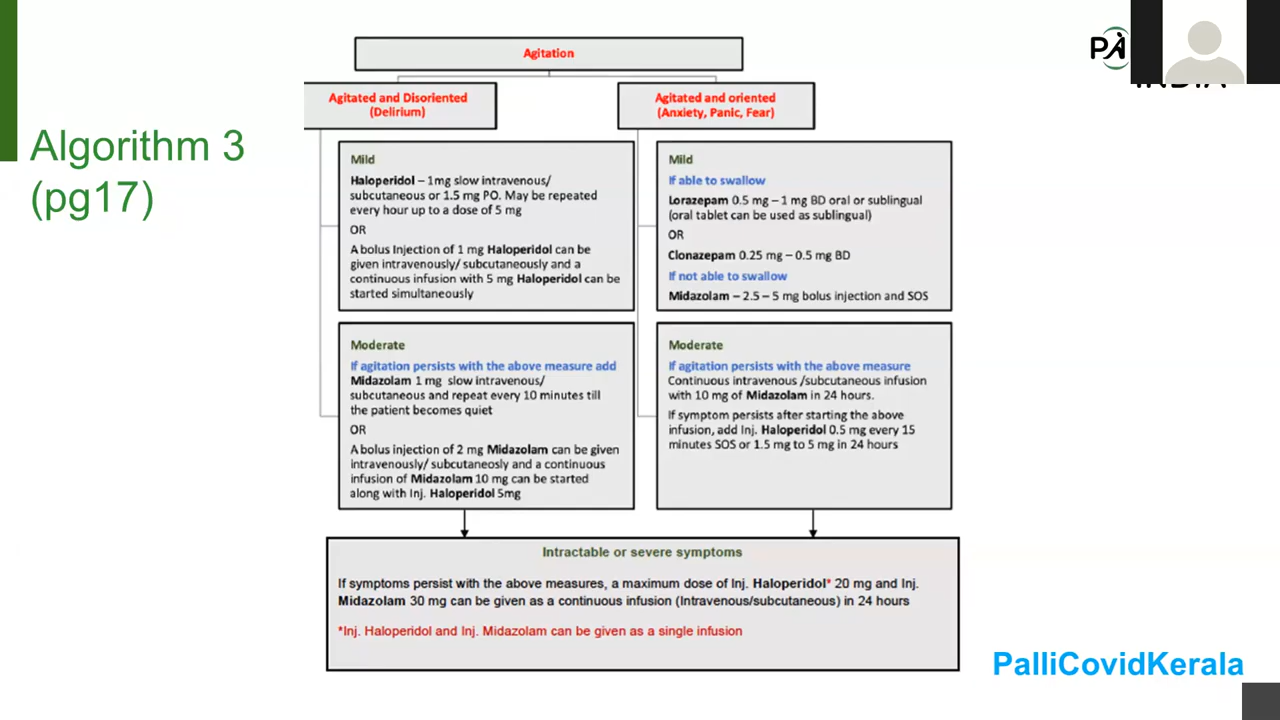 Algorithm 3
(pg17)
Agitation
Agitated and Disoriented
(Delirium)
Mild
Haloperidol – 1mg slow intravenous/
subcutaneous or 1.5 mg PO. May be repeated
every hour up to a dose of 5 mg
OR
A bolus Injection of 1 mg Haloperidol can be
given intravenously/ subcutaneously and a
continuous infusion with 5 mg Haloperidol can be
started simultaneously
Moderate
If agitation persists with the above measure add
Midazolam 1 mg slow intravenous/
subcutaneous and repeat every 10 minutes till
the patient becomes quiet
OR
A bolus injection of 2 mg Midazolam can be given
intravenously/ subcutaneosly and a continuous
infusion of Midazolam 10 mg can be started
along with Inj. Haloperidol 5mg
Agitated and oriented
(Anxiety, Panic, Fear)
Mild
If able to swallow
Lorazepam 0.5 mg – 1 mg BD oral or sublingual
(oral tablet can be used as sublingual)
OR
Clonazepam 0.25 mg – 0.5 mg BD
If not able to swallow
Midazolam – 2.5 – 5 mg bolus injection and SOS
Moderate
If agitation persists with the above measure
Continuous intravenous /subcutaneous infusion
with 10 mg of Midazolam in 24 hours.
If symptom persists after starting the above
infusion, add Inj. Haloperidol 0.5 mg every 15
minutes SOS or 1.5 mg to 5 mg in 24 hours
Intractable or severe symptoms
If symptoms persist with the above measures, a maximum dose of Inj. Haloperidol* 20 mg and Inj.
Midazolam 30 mg can be given as a continuous infusion (Intravenous/subcutaneous) in 24 hours
*Inj. Haloperidol and Inj. Midazolam can be given as a single infusion
PalliCovidKerala